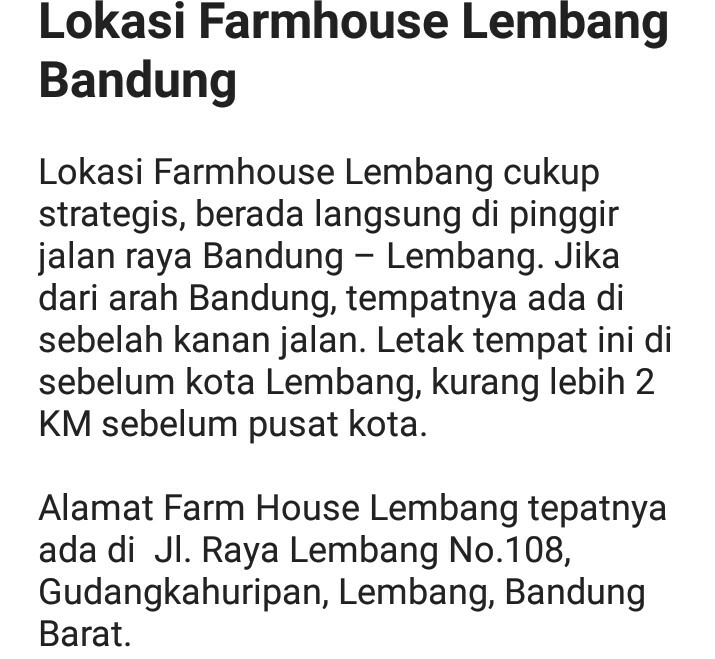 Lokasi Farmhouse Lembang
Bandung
Lokasi Farmhouse Lembang cukup
strategis, berada langsung di pinggir
jalan raya Bandung – Lembang. Jika
dari arah Bandung, tempatnya ada di
sebelah kanan jalan. Letak tempat ini di
sebelum kota Lembang, kurang lebih 2
KM sebelum pusat kota.
Alamat Farm House Lembang tepatnya
ada di  Jl. Raya Lembang No.108,
Gudangkahuripan, Lembang, Bandung
Barat.